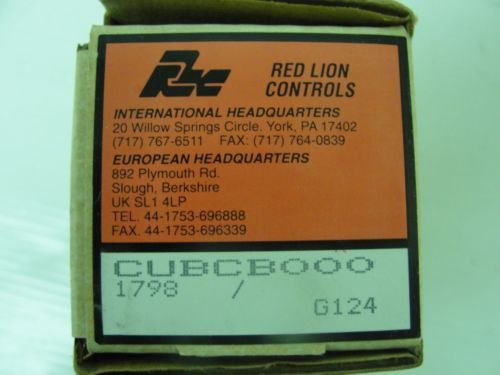 RLC
RED LION
CONTROLS
INTERNATIONAL HEADQUARTERS
20 Willow Springs Circle. York, PA 17402
(717) 767-6511 FAX: (717) 764-0839
EUROPEAN HEADQUARTERS
892 Plymouth Rd.
Slough, Berkshire
UK SL1 4LP
TEL. 44-1753-696888
FAX. 44-1753-696339
CUBCB000
1798 /
G124